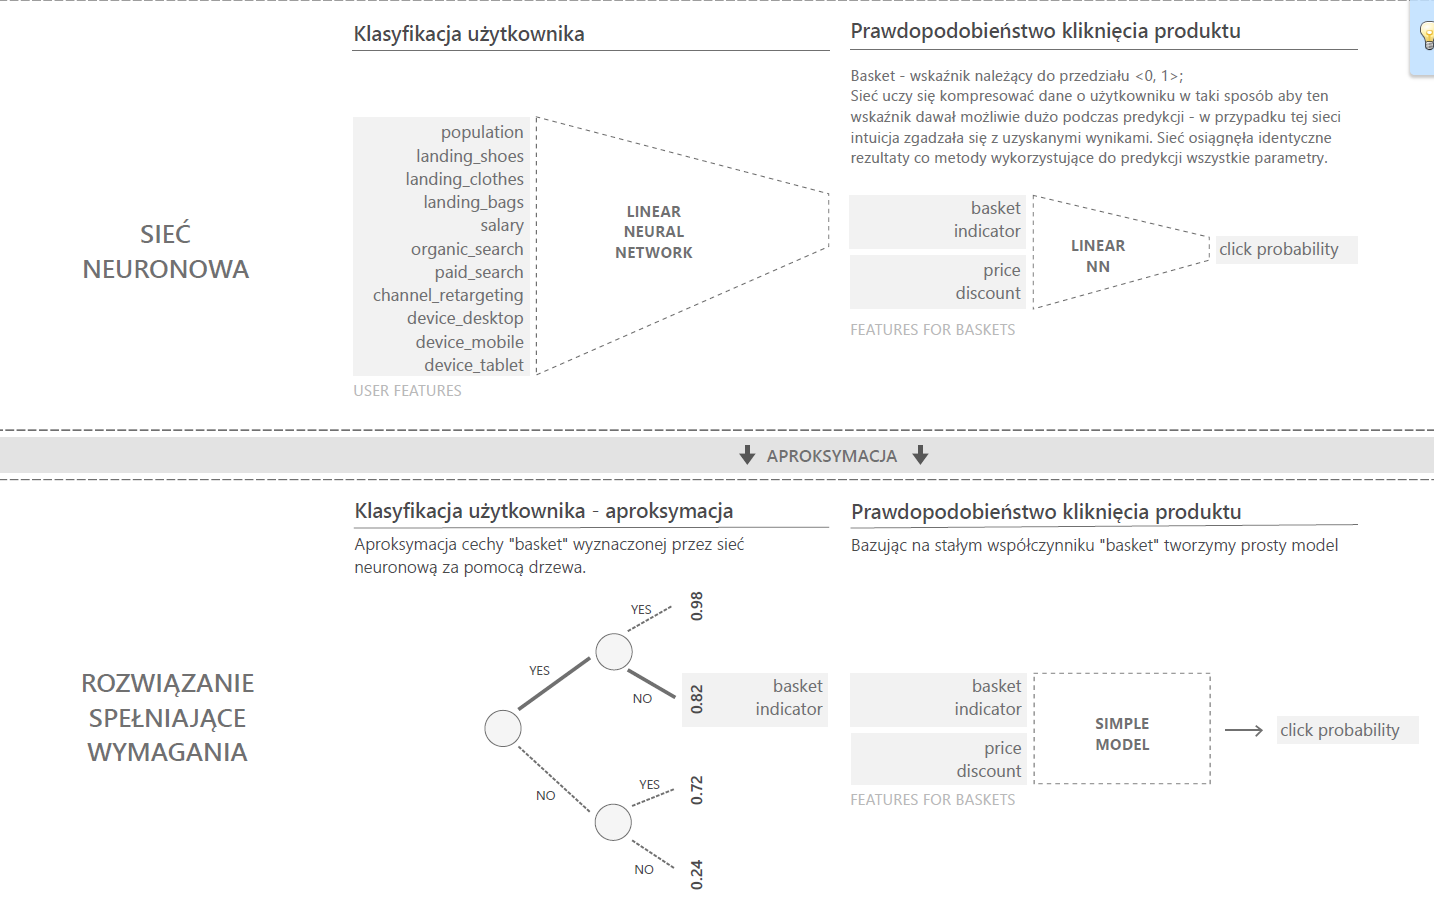 Klasyfikacja użytkownika
Prawdopodobieństwo kliknięcia produktu
Basket - wskaźnik należący do przedziału <0, 1>;
Sieć uczy się kompresować dane o użytkowniku w taki sposób aby ten
wskaźnik dawał możliwie dużo podczas predykcji - w przypadku tej sieci
intuicja zgadzała się z uzyskanymi wynikami. Sieć osiągnęła identyczne
rezultaty co metody wykorzystujące do predykcji wszystkie parametry.
SIEĆ
NEURONOWA
population
landing_shoes
landing_clothes
landing_bags
salary
organic_search
paid_search
channel_retargeting
device_desktop
device_mobile
device_tablet
USER FEATURES
LINEAR
NEURAL
NETWORK
basket
indicator
price
discount
FEATURES FOR BASKETS
LINEAR
NN
click probability
APROKSYMACJA
Klasyfikacja użytkownika - aproksymacja
Aproksymacja cechy "basket" wyznaczonej przez sieć
neuronową za pomocą drzewa.
Prawdopodobieństwo kliknięcia produktu
Bazując na stałym współczynniku "basket" tworzymy prosty model
ROZWIĄZANIE
SPEŁNIAJĄCE
WYMAGANIA
YES
NO
YES
0.98
NO
0.82
YES
0.72
NO
0.24
basket
indicator
basket
indicator
price
discount
FEATURES FOR BASKETS
SIMPLE
MODEL
click probability